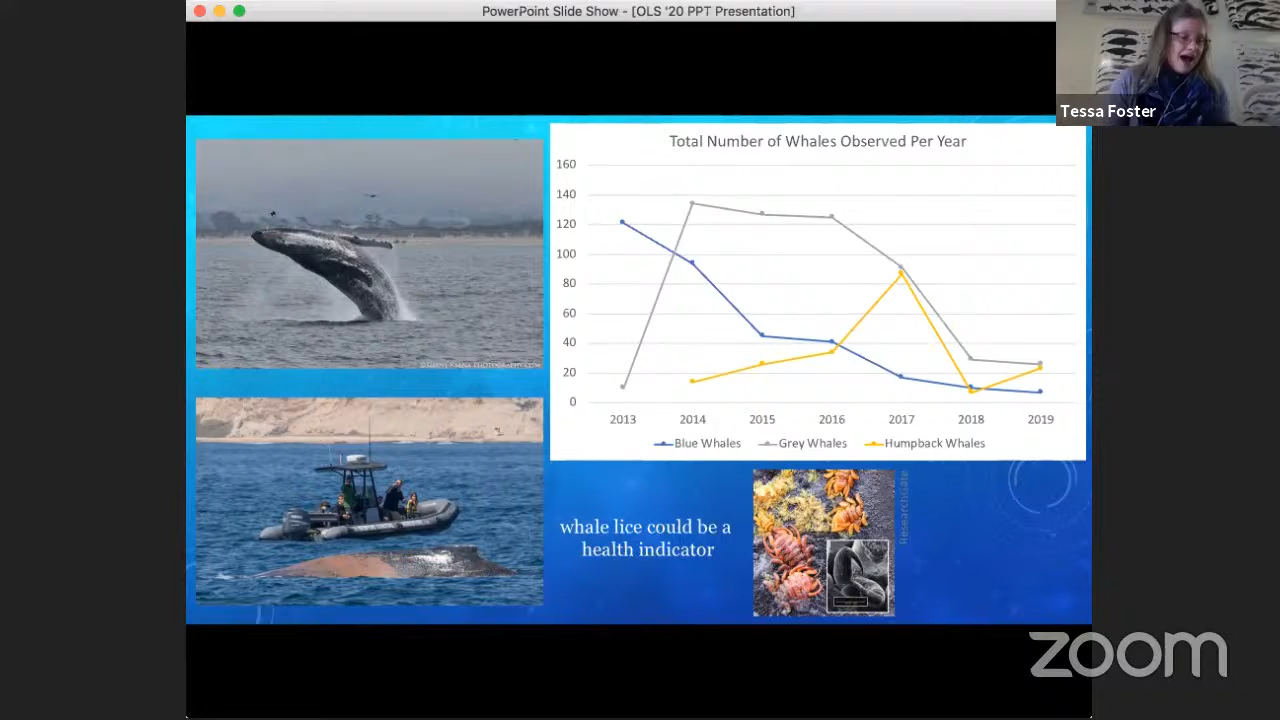 PowerPoint Slide Show - [OLS '20 PPT Presentation]
Tessa Foster
Total Number of Whales Observed Per Year
160
140
120
100
80
60
40
20
0
2013 2014 2015 2016 2017 2018 2019
Blue Whales Grey Whales Humpback Whales
whale lice could be a
health indicator
ResearchGate
zoom